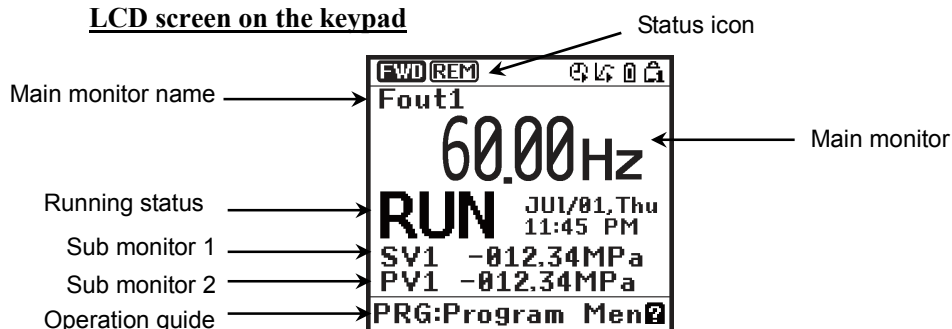 LCD screen on the keypad
Status icon
FWD REM
Main monitor name
Fout1
60.00Hz
Main monitor
Running status
RUN
JUl/01,Thu
11:45 PM
Sub monitor 1
SV1 -012.34MPa
Sub monitor 2
PV1 -012.34MPa
Operation guide
PRG:Program Men?